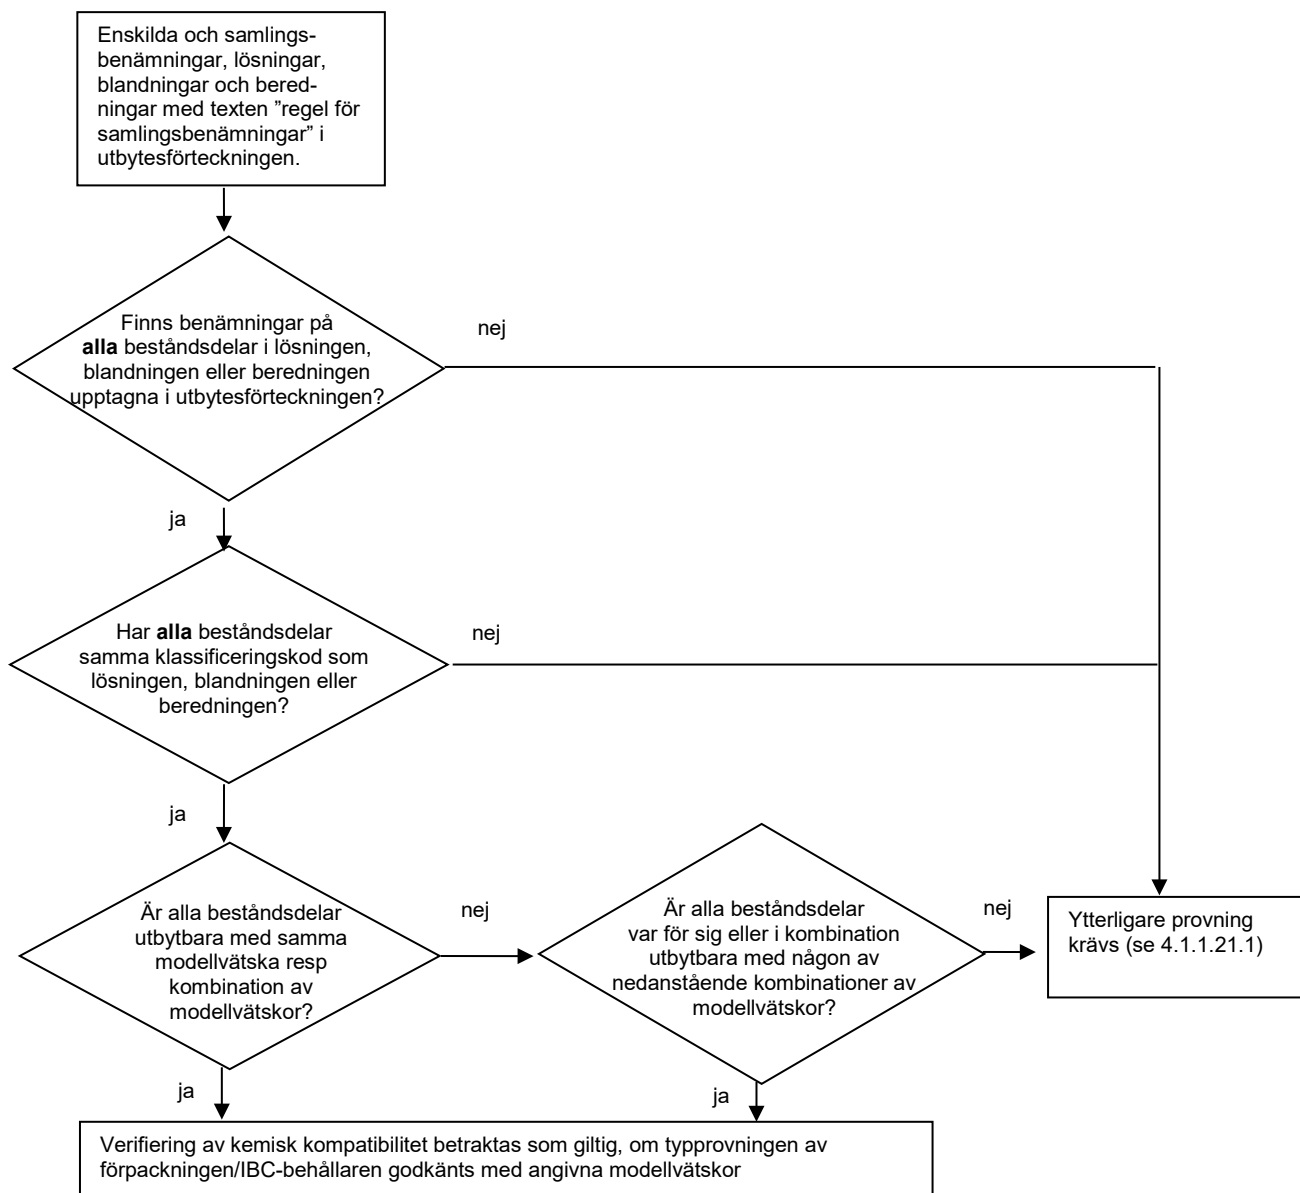 Enskilda och samlings-
benämningar, lösningar,
blandningar och bered-
ningar med texten ”regel för
samlingsbenämningar” i
utbytesförteckningen.
Finns benämningar på
alla beståndsdelar i lösningen,
blandningen eller beredningen
upptagna i utbytesförteckningen?
nej
ja
Har alla beståndsdelar
samma klassificeringskod som
lösningen, blandningen eller
beredningen?
nej
ja
Är alla beståndsdelar
utbytbara med samma
modellvätska resp
kombination av
modellvätskor?
nej
Är alla beståndsdelar
var för sig eller i kombination
utbytbara med någon av
nedanstående kombinationer av
modellvätskor?
nej
Ytterligare provning
krävs (se 4.1.1.21.1)
ja
ja
Verifiering av kemisk kompatibilitet betraktas som giltig, om typprovningen av
förpackningen/IBC-behållaren godkänts med angivna modellvätskor